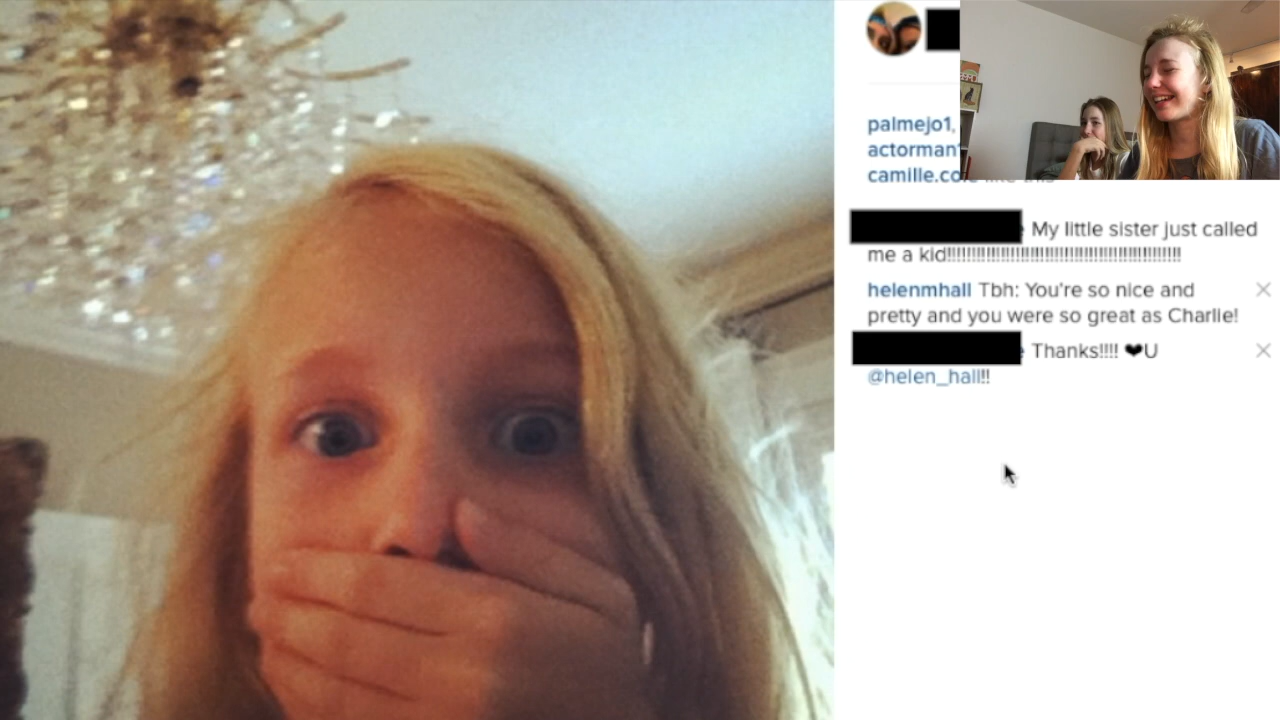 palmejo1,
actorman
camille.co
My little sister just called
me a kid!!!!!!!!!!!!!!!!!!!!!!!!!!!!!!!!!!!!!!!!!!!!!!!
helenmhall Tbh: You're so nice and
pretty and you were so great as Charlie!
Thanks!!!! ❤U
@helen_hall!!